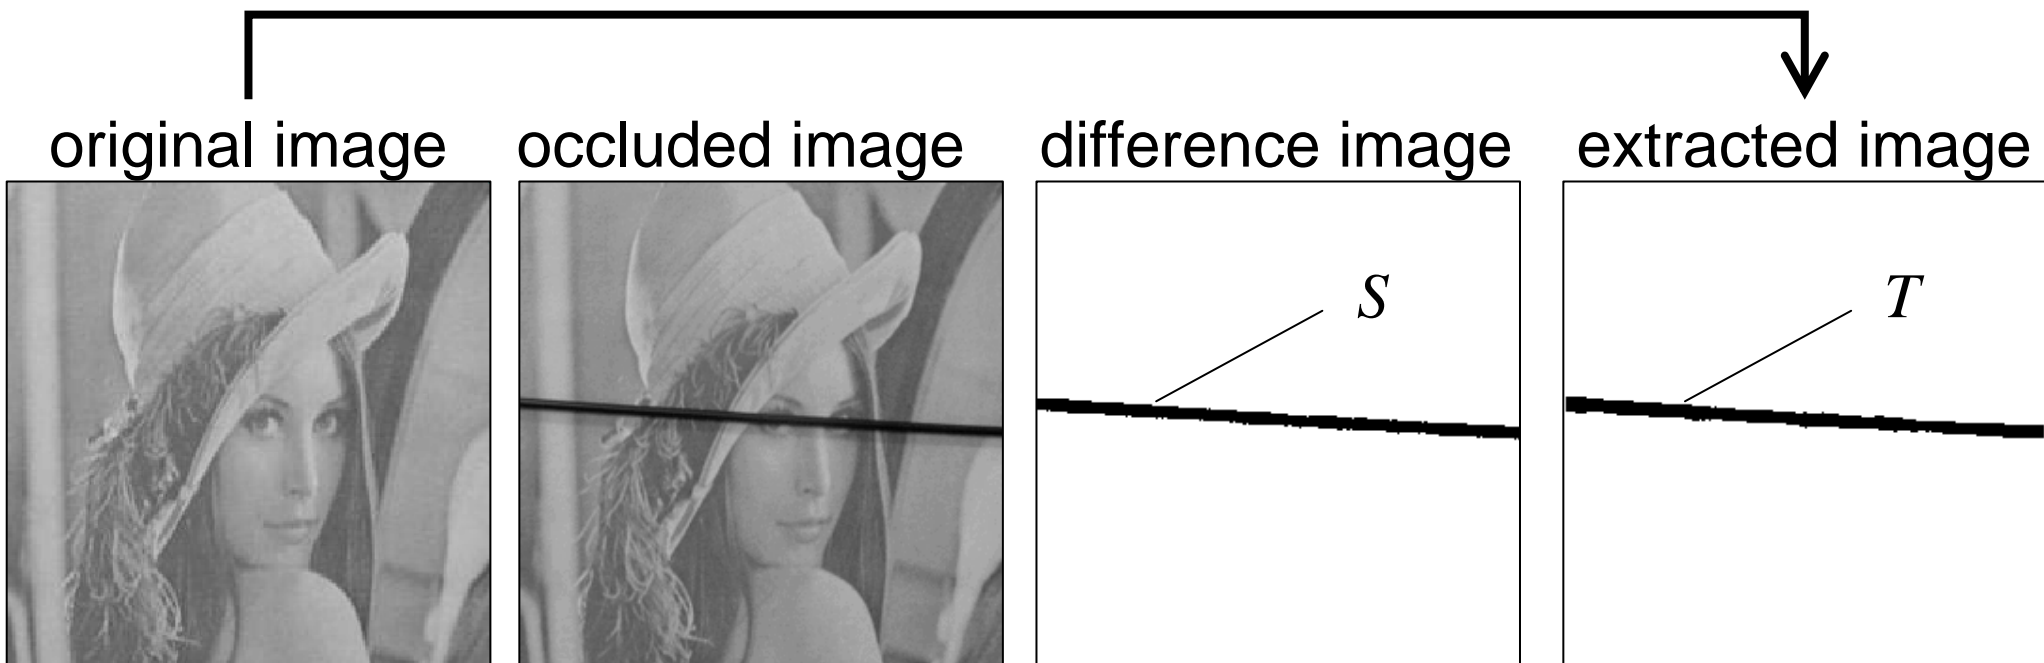 original image
occluded image
difference image
extracted image
S
T